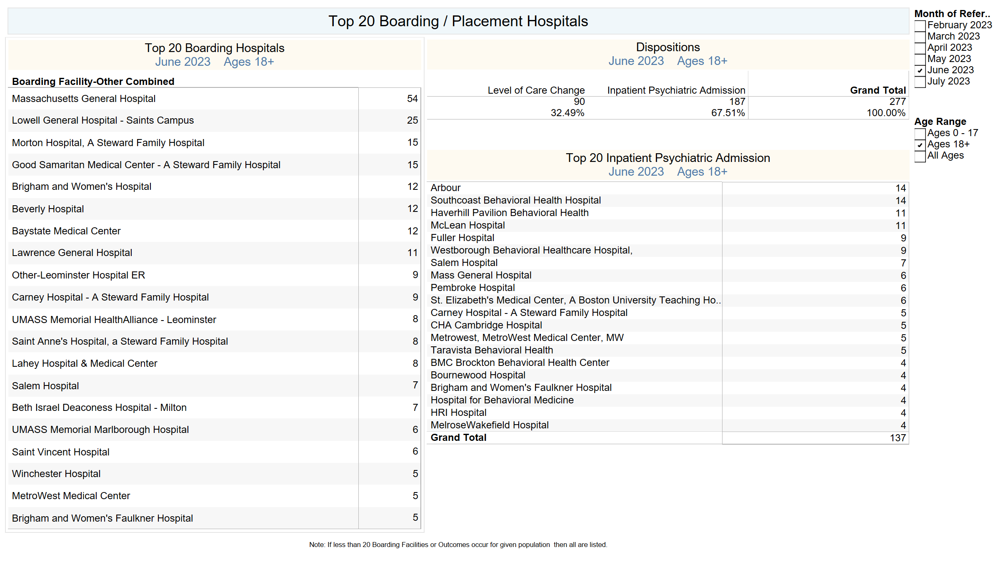 Top 20 Boarding / Placement Hospitals
Top 20 Boarding Hospitals
June 2023 Ages 18+
Boarding Facility-Other Combined
Massachusetts General Hospital 54
Lowell General Hospital - Saints Campus 25
Morton Hospital, A Steward Family Hospital 15
Good Samaritan Medical Center - A Steward Family Hospital 15
Brigham and Women's Hospital 12
Beverly Hospital 12
Baystate Medical Center 12
Lawrence General Hospital 11
Other-Leominster Hospital ER 9
Carney Hospital - A Steward Family Hospital 9
UMASS Memorial HealthAlliance - Leominster 8
Saint Anne's Hospital, a Steward Family Hospital 8
Lahey Hospital & Medical Center 8
Salem Hospital 7
Beth Israel Deaconess Hospital - Milton 7
UMASS Memorial Marlborough Hospital 6
Saint Vincent Hospital 6
Winchester Hospital 5
MetroWest Medical Center 5
Brigham and Women's Faulkner Hospital 5
Dispositions
June 2023 Ages 18+
Level of Care Change Inpatient Psychiatric Admission Grand Total
90 187 277
32.49% 67.51% 100.00%
Top 20 Inpatient Psychiatric Admission
June 2023 Ages 18+
Arbour 14
Southcoast Behavioral Health Hospital 14
Haverhill Pavilion Behavioral Health 11
McLean Hospital 11
Fuller Hospital 9
Westborough Behavioral Healthcare Hospital, 9
Salem Hospital 7
Mass General Hospital 6
Pembroke Hospital 6
St. Elizabeth's Medical Center, A Boston University Teaching Ho.. 6
Carney Hospital - A Steward Family Hospital 5
CHA Cambridge Hospital 5
Metrowest, MetroWest Medical Center, MW 5
Taravista Behavioral Health 5
BMC Brockton Behavioral Health Center 4
Bournewood Hospital 4
Brigham and Women's Faulkner Hospital 4
Hospital for Behavioral Medicine 4
HRI Hospital 4
MelroseWakefield Hospital 4
Grand Total 137
Month of Refer..
February 2023
March 2023
April 2023
May 2023
June 2023
July 2023
Age Range
Ages 0 - 17
Ages 18+
All Ages
Note: If less than 20 Boarding Facilities or Outcomes occur for given population then all are listed.